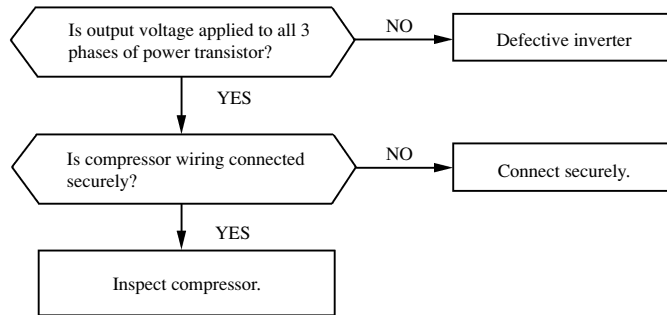 Is output voltage applied to all 3
phases of power transistor?
NO
Defective inverter
YES
Is compressor wiring connected
securely?
NO
Connect securely.
YES
Inspect compressor.